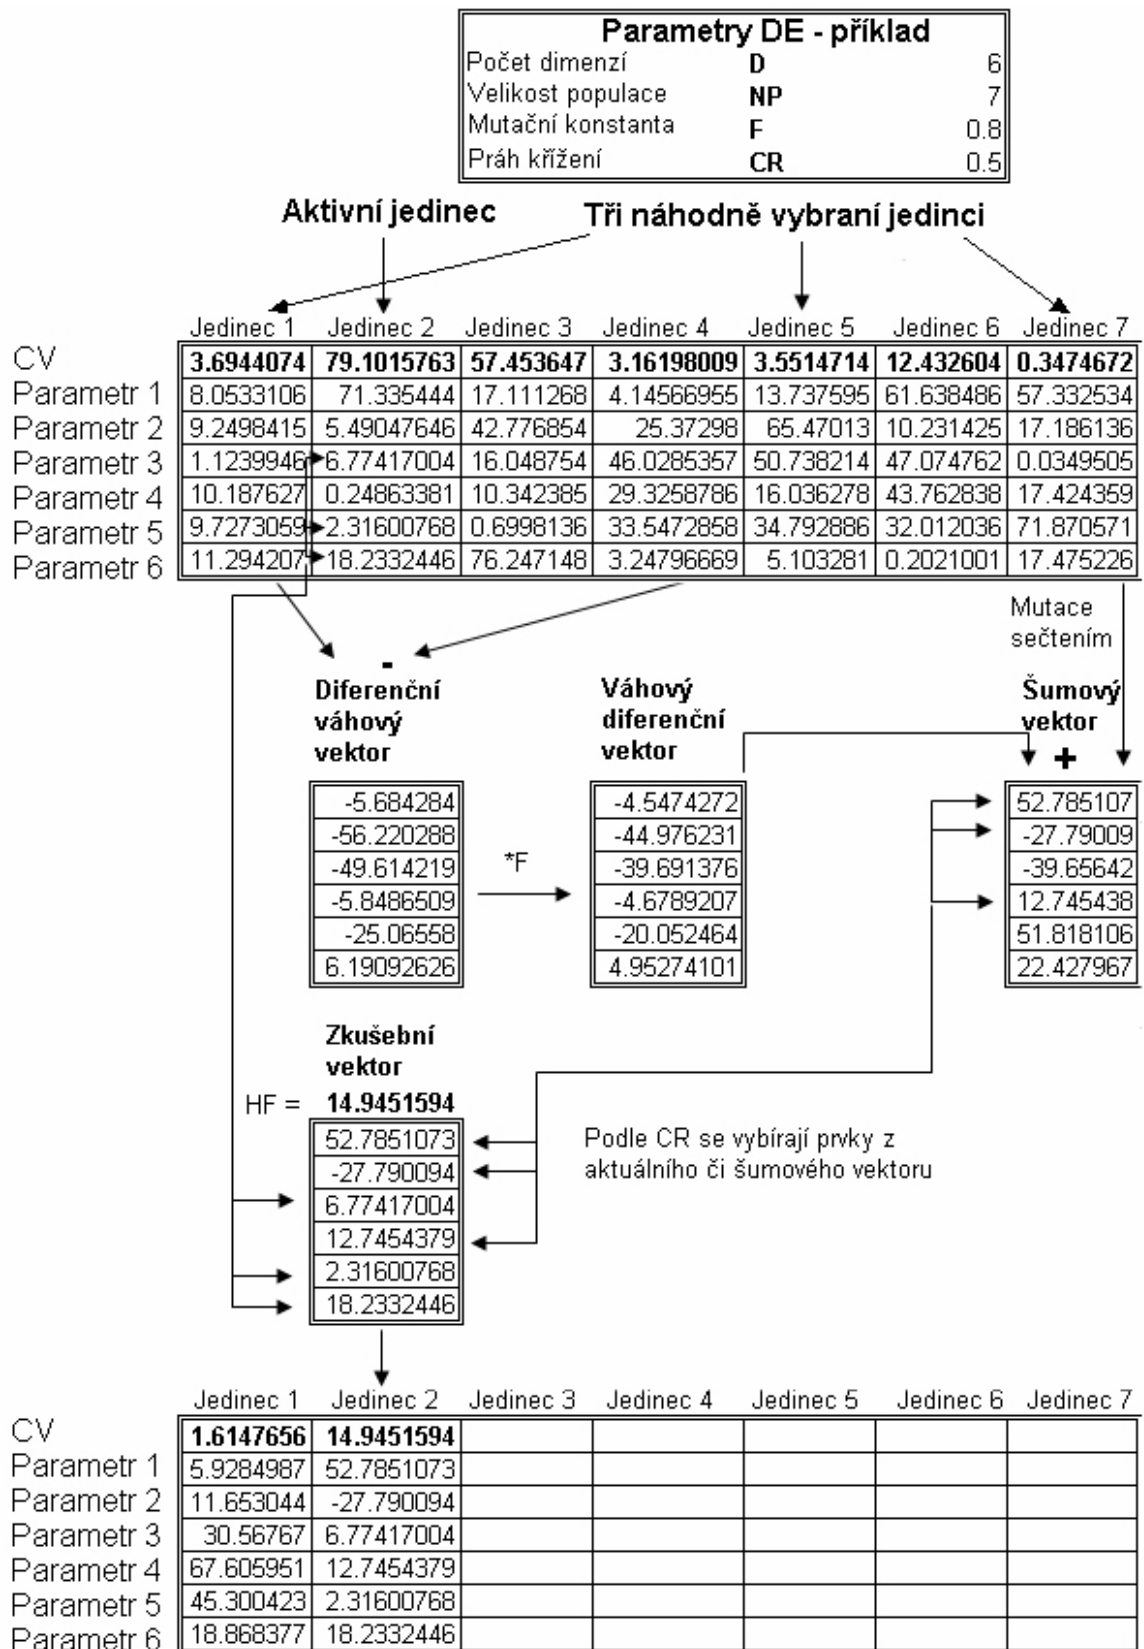 Parametry DE - příklad
Počet dimenzí D 6
Velikost populace NP 7
Mutační konstanta F 0.8
Práh křížení CR 0.5
Aktivní jedinec Tři náhodně vybraní jedinci
Jedinec 1 Jedinec 2 Jedinec 3 Jedinec 4 Jedinec 5 Jedinec 6 Jedinec 7
CV 3.6944074 79.1015763 57.453647 3.16198009 3.5514714 12.432604 0.3474672
Parametr 1 8.0533106 71.335444 17.111268 4.14566955 13.737595 61.638486 57.332534
Parametr 2 9.2498415 5.49047646 42.776854 25.37298 65.47013 10.231425 17.186136
Parametr 3 1.1239946 6.77417004 16.048754 46.0285357 50.738214 47.074762 0.0349505
Parametr 4 10.187627 0.24863381 10.342385 29.3258786 16.036278 43.762838 17.424359
Parametr 5 9.7273059 2.31600768 0.6998136 33.5472858 34.792886 32.012036 71.870571
Parametr 6 11.294207 18.2332446 76.247148 3.24796669 5.103281 0.2021001 17.475226
Mutace
sečtením
-
Diferenční
váhový
vektor
Váhový
diferenční
vektor
Šumový
vektor
+
-5.684284 -4.5474272 52.785107
-56.220288 -44.976231 -27.79009
-49.614219 -39.691376 -39.65642
-5.8486509 -4.6789207 12.745438
-25.06558 -20.052464 51.818106
6.19092626 4.95274101 22.427967
*F
Zkušební
vektor
HF = 14.9451594
52.7851073
-27.790094
6.77417004
12.7454379
2.31600768
18.2332446
Podle CR se vybírají prvky z
aktuálního či šumového vektoru
Jedinec 1 Jedinec 2 Jedinec 3 Jedinec 4 Jedinec 5 Jedinec 6 Jedinec 7
CV 1.6147656 14.9451594
Parametr 1 5.9284987 52.7851073
Parametr 2 11.653044 -27.790094
Parametr 3 30.56767 6.77417004
Parametr 4 67.605951 12.7454379
Parametr 5 45.300423 2.31600768
Parametr 6 18.868377 18.2332446